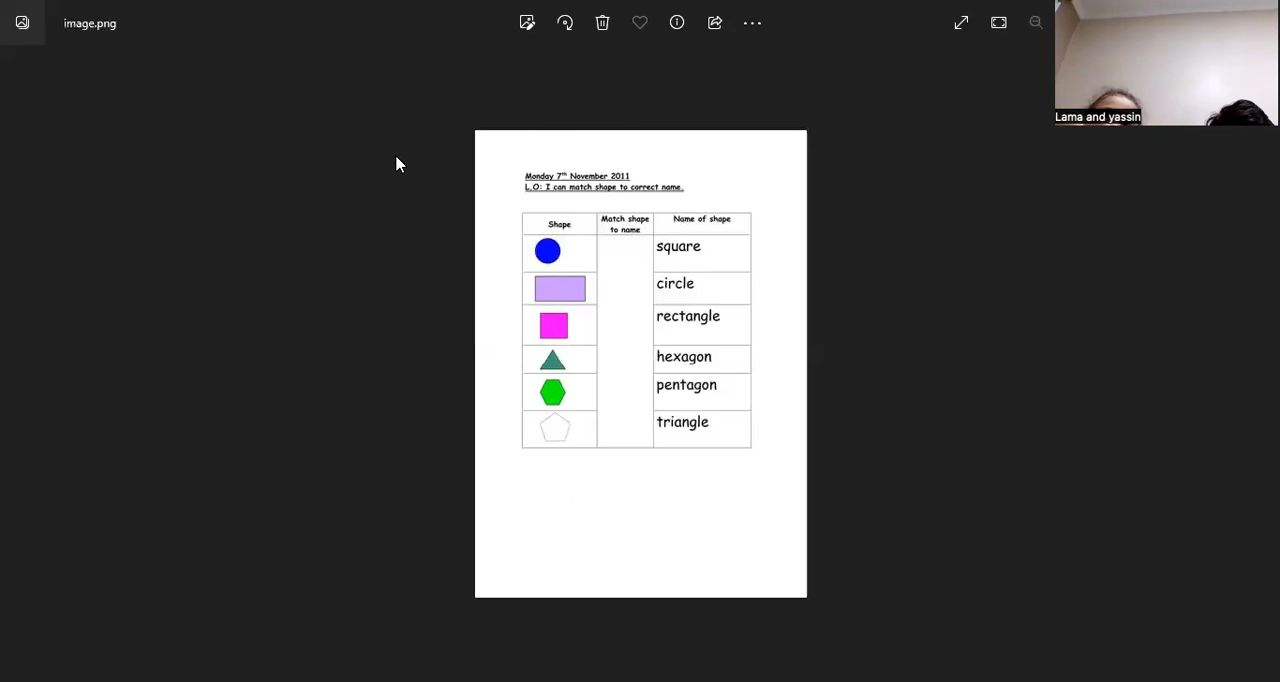 image.png
Lama and yassin
Monday 7th November 2011
L.O: I can match shape to correct name.
Shape
Match shape
to name
Name of shape
square
circle
rectangle
hexagon
pentagon
triangle